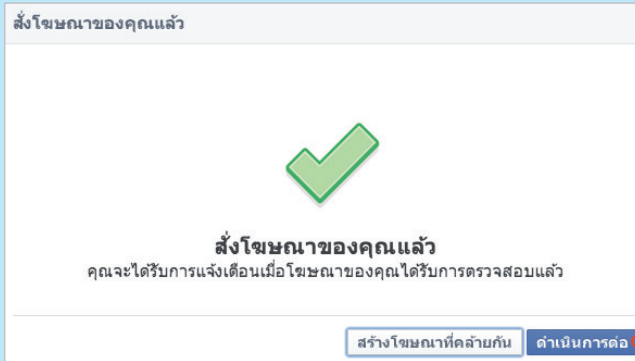 สั่งโฆษณาของคุณแล้ว
สั่งโฆษณาของคุณแล้ว
คุณจะได้รับการแจ้งเตือนเมื่อโฆษณาของคุณได้รับการตรวจสอบแล้ว
สร้างโฆษณาที่คล้ายกัน ดำเนินการต่อ